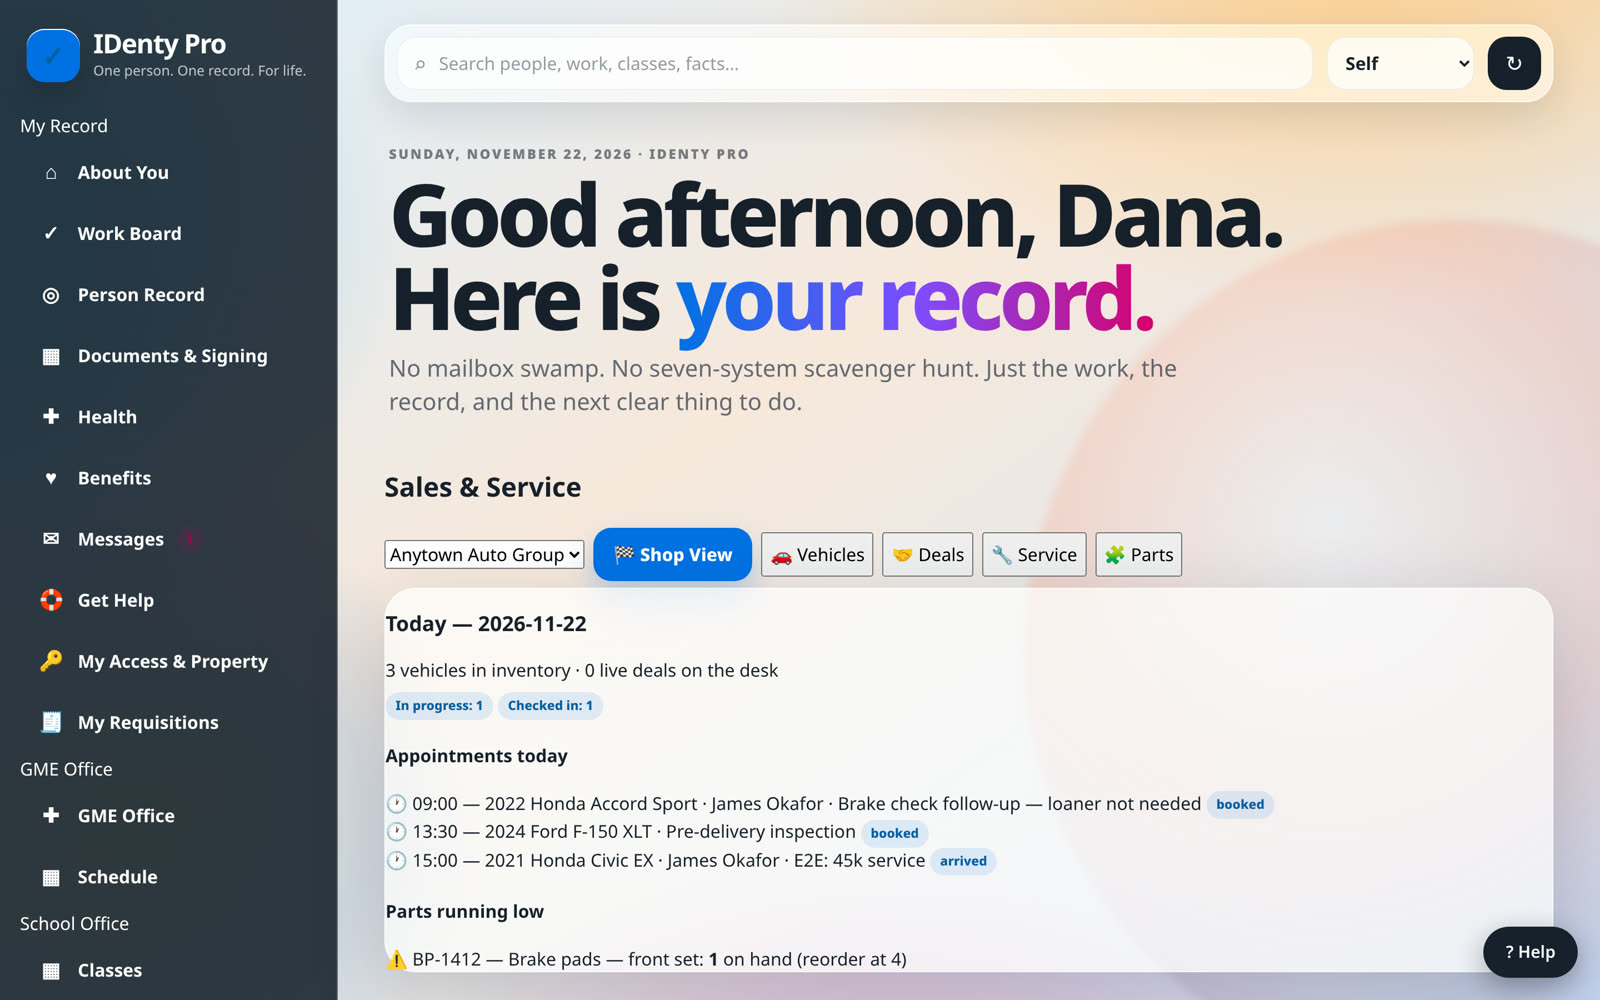 IDenty Pro
One person. One record. For life.
My Record
⌂ About You
✓ Work Board
◎ Person Record
▦ Documents & Signing
✚ Health
♥ Benefits
✉ Messages
🛟 Get Help
🔑 My Access & Property
🧾 My Requisitions
GME Office
✚ GME Office
▦ Schedule
School Office
▦ Classes
Search people, work, classes, facts...
Self
↻
SUNDAY, NOVEMBER 22, 2026 · IDENTY PRO
Good afternoon, Dana.
Here is your record.
No mailbox swamp. No seven-system scavenger hunt. Just the work, the
record, and the next clear thing to do.
Sales & Service
Anytown Auto Group
🏁 Shop View
🚗 Vehicles
🤝 Deals
🔧 Service
🧩 Parts
Today — 2026-11-22
3 vehicles in inventory · 0 live deals on the desk
In progress: 1
Checked in: 1
Appointments today
🕐 09:00 — 2022 Honda Accord Sport · James Okafor · Brake check follow-up — loaner not needed booked
🕐 13:30 — 2024 Ford F-150 XLT · Pre-delivery inspection booked
🕐 15:00 — 2021 Honda Civic EX · James Okafor · E2E: 45k service arrived
Parts running low
⚠️ BP-1412 — Brake pads — front set: 1 on hand (reorder at 4)
? Help